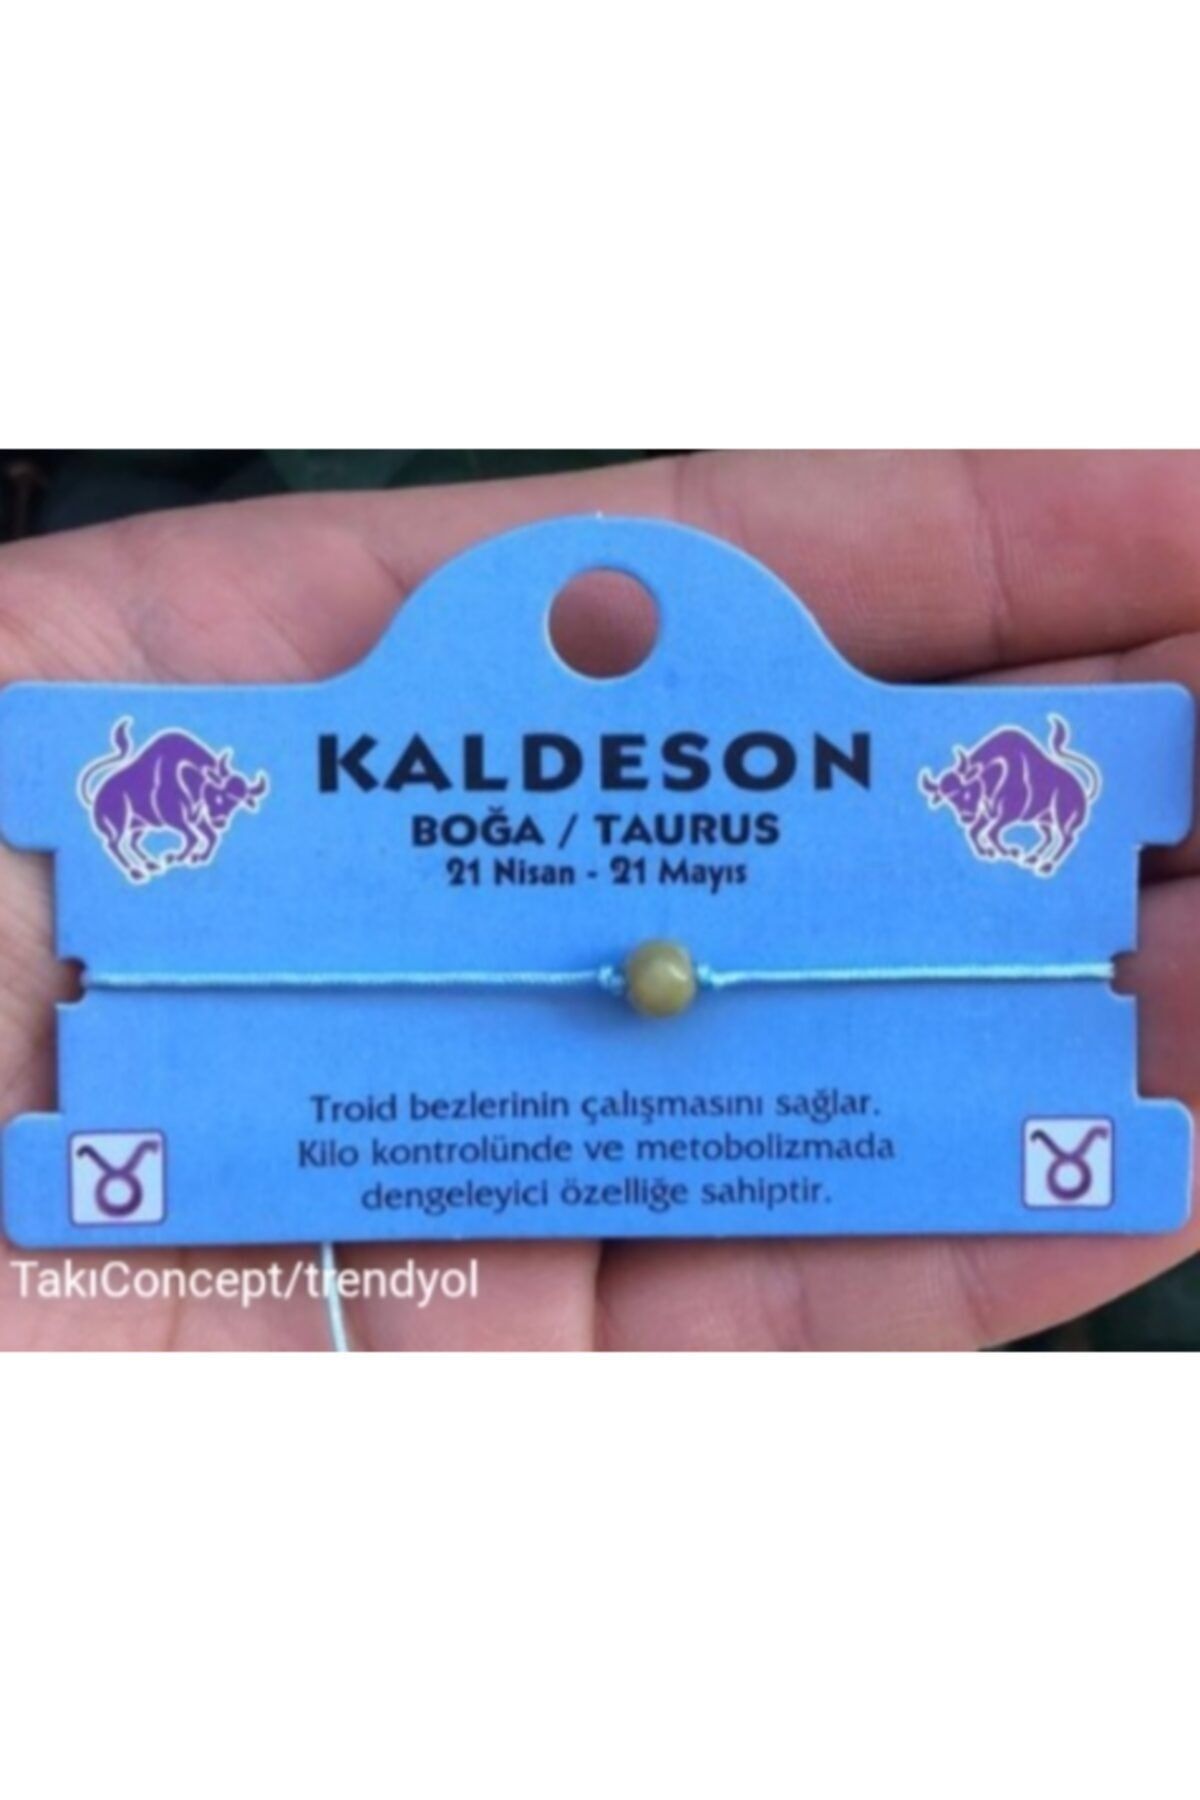 KALDESON
BOĞA / TAURUS
21 Nisan - 21 Mayıs
Troid bezlerinin çalışmasını sağlar.
Kilo kontrolünde ve metobolizmada
dengeleyici özelliğe sahiptir.
TakıConcept/trendyol